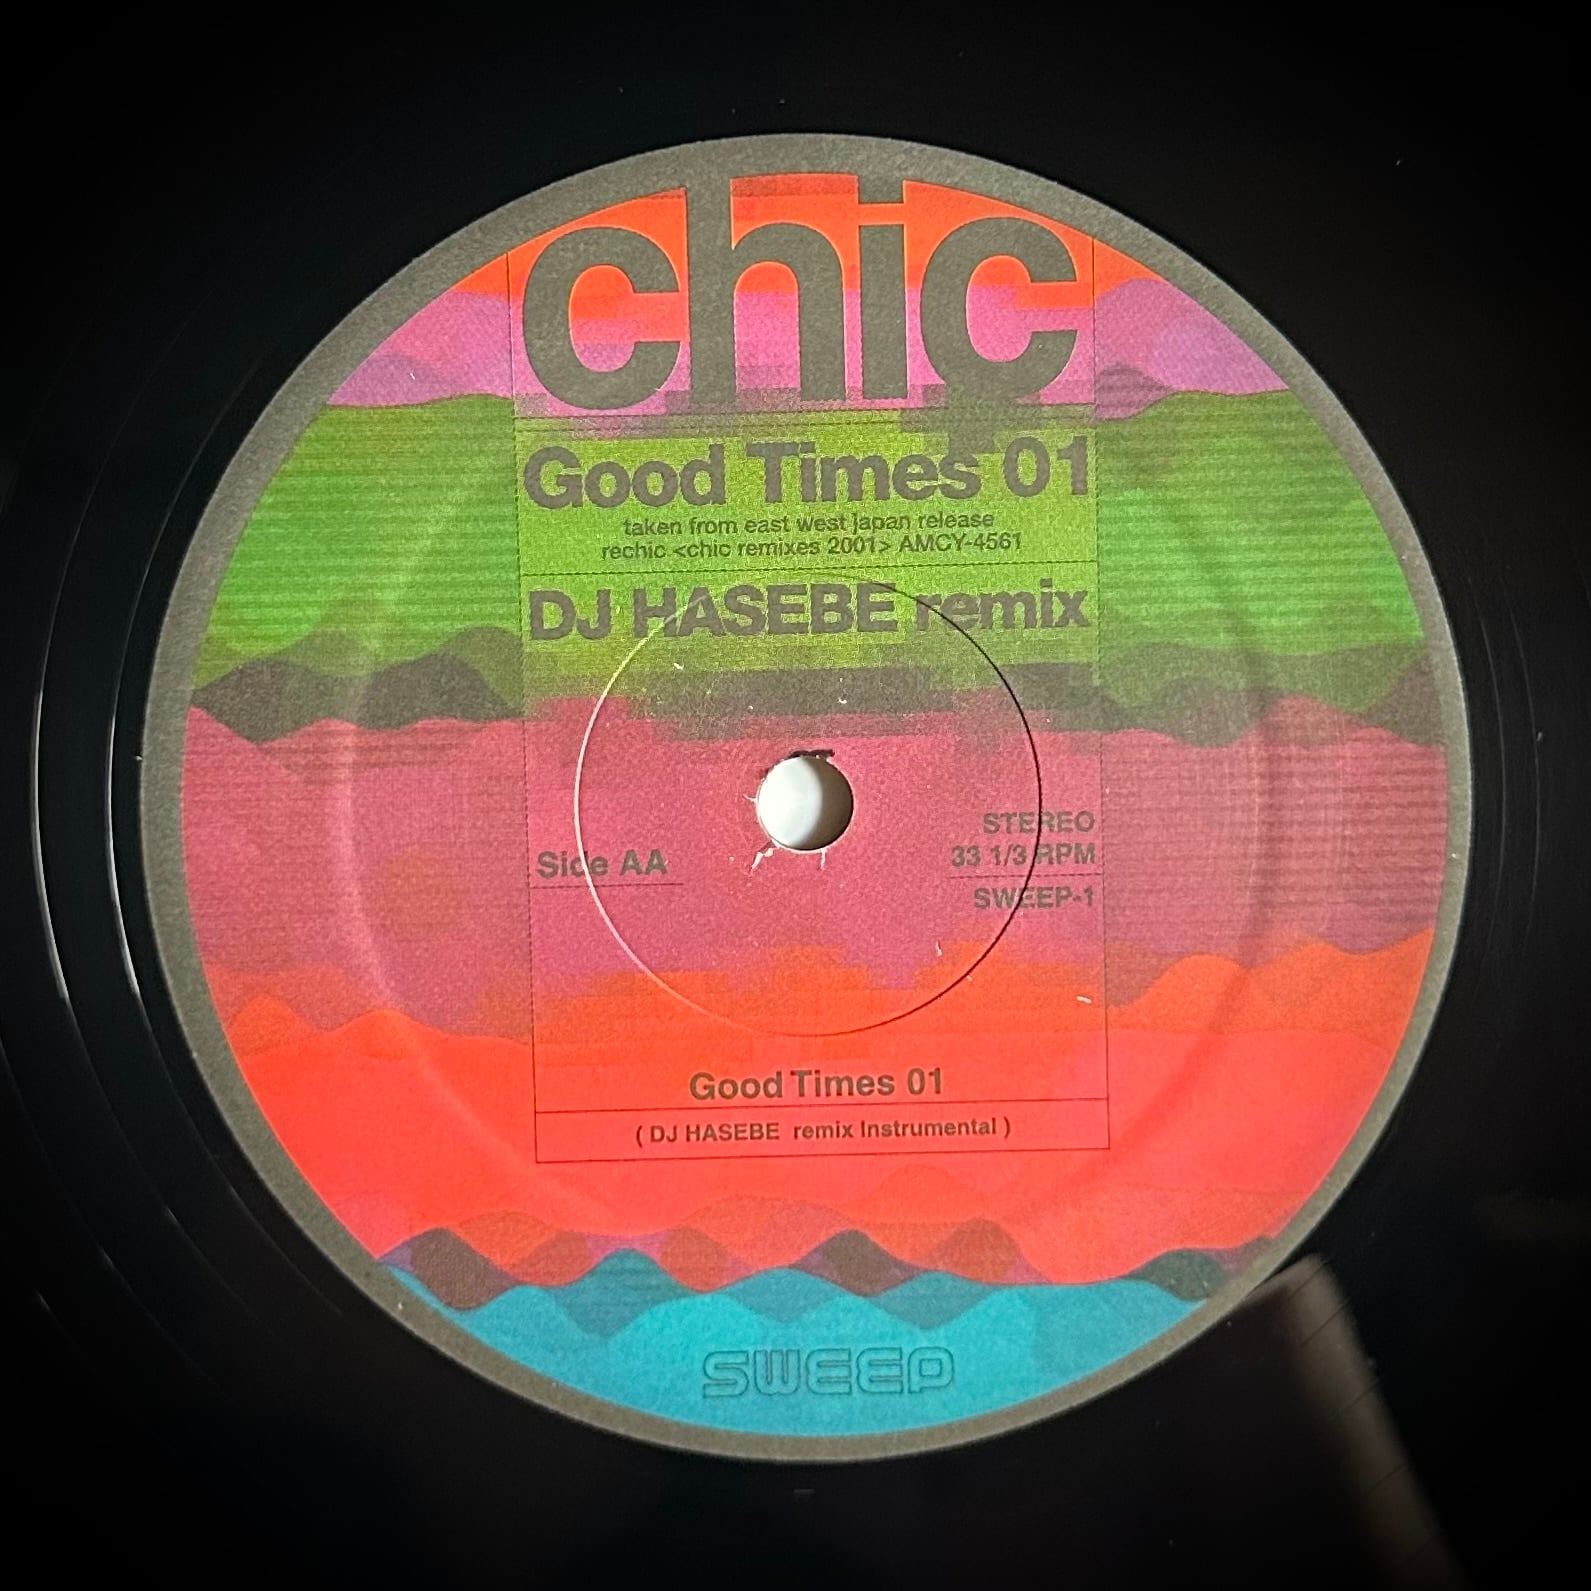 chic
Good Times 01
taken from east west japan release
rechic <chic remixes 2001> AMCY-4561
DJ HASEBE remix
STEREO
33 1/3 RPM
Side AA
SWEEP-1
Good Times 01
( DJ HASEBE remix Instrumental )
SWEEP